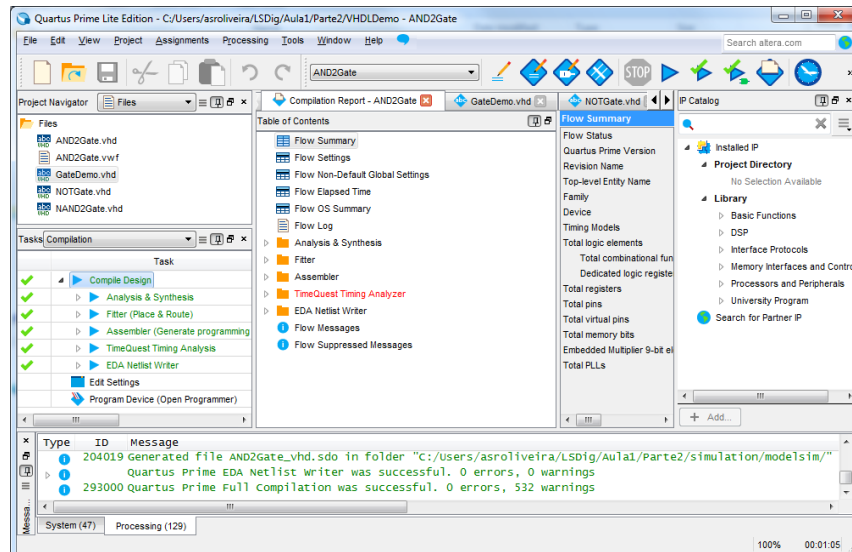 Quartus Prime Lite Edition - C:/Users/asroliveira/LSDig/Aula1/Parte2/VHDLDemo - AND2Gate
File Edit View Project Assignments Processing Tools Window Help
Search altera.com
AND2Gate
STOP
Project Navigator Files
Files
AND2Gate.vhd
AND2Gate.vwf
GateDemo.vhd
NOTGate.vhd
NAND2Gate.vhd
Tasks Compilation
Task
Compile Design
Analysis & Synthesis
Fitter (Place & Route)
Assembler (Generate programming
TimeQuest Timing Analysis
EDA Netlist Writer
Edit Settings
Program Device (Open Programmer)
Compilation Report - AND2Gate
GateDemo.vhd
NOTGate.vhd
Table of Contents
Flow Summary
Flow Settings
Flow Non-Default Global Settings
Flow Elapsed Time
Flow OS Summary
Flow Log
Analysis & Synthesis
Fitter
Assembler
TimeQuest Timing Analyzer
EDA Netlist Writer
Flow Messages
Flow Suppressed Messages
Flow Summary
Flow Status
Quartus Prime Version
Revision Name
Top-level Entity Name
Family
Device
Timing Models
Total logic elements
Total combinational fun
Dedicated logic registe
Total registers
Total pins
Total virtual pins
Total memory bits
Embedded Multiplier 9-bit el
Total PLLs
IP Catalog
Installed IP
Project Directory
No Selection Available
Library
Basic Functions
DSP
Interface Protocols
Memory Interfaces and Contro
Processors and Peripherals
University Program
Search for Partner IP
+ Add...
Type ID Message
204019 Generated file AND2Gate_vhd.sdo in folder "C:/Users/asroliveira/LSDig/Aula1/Parte2/simulation/modelsim/"
Quartus Prime EDA Netlist Writer was successful. 0 errors, 0 warnings
293000 Quartus Prime Full Compilation was successful. 0 errors, 532 warnings
Messa...
System (47) Processing (129)
100% 00:01:05